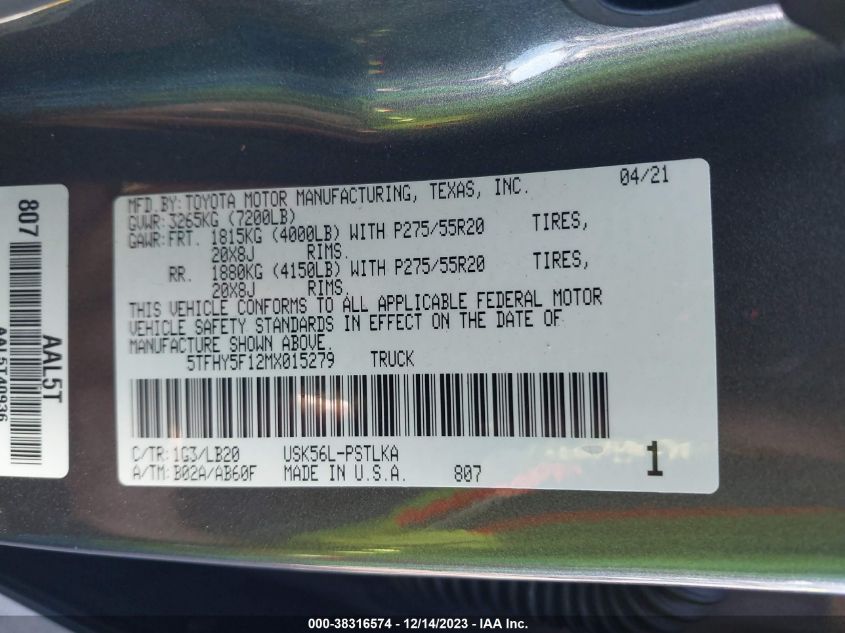 MFD.BY:TOYOTA MOTOR MANUFACTURING, TEXAS, INC. 04/21
GVWR:3265KG (7200LB)
GAWR:FRT. 1815KG (4000LB) WITH P275/55R20 TIRES,
20X8J RIMS.
RR. 1880KG (4150LB) WITH P275/55R20 TIRES,
20X8J RIMS.
THIS VEHICLE CONFORMS TO ALL APPLICABLE FEDERAL MOTOR
VEHICLE SAFETY STANDARDS IN EFFECT ON THE DATE OF
MANUFACTURE SHOWN ABOVE.
5TFHY5F12MX015279 TRUCK
C/TR:1G3/LB20 USK56L-PSTLKA
A/TM:B02A/AB60F MADE IN U.S.A. 807 1
807
AAL5T
AAL5T40936
000-38316574 — 12/14/2023 — IAA Inc.